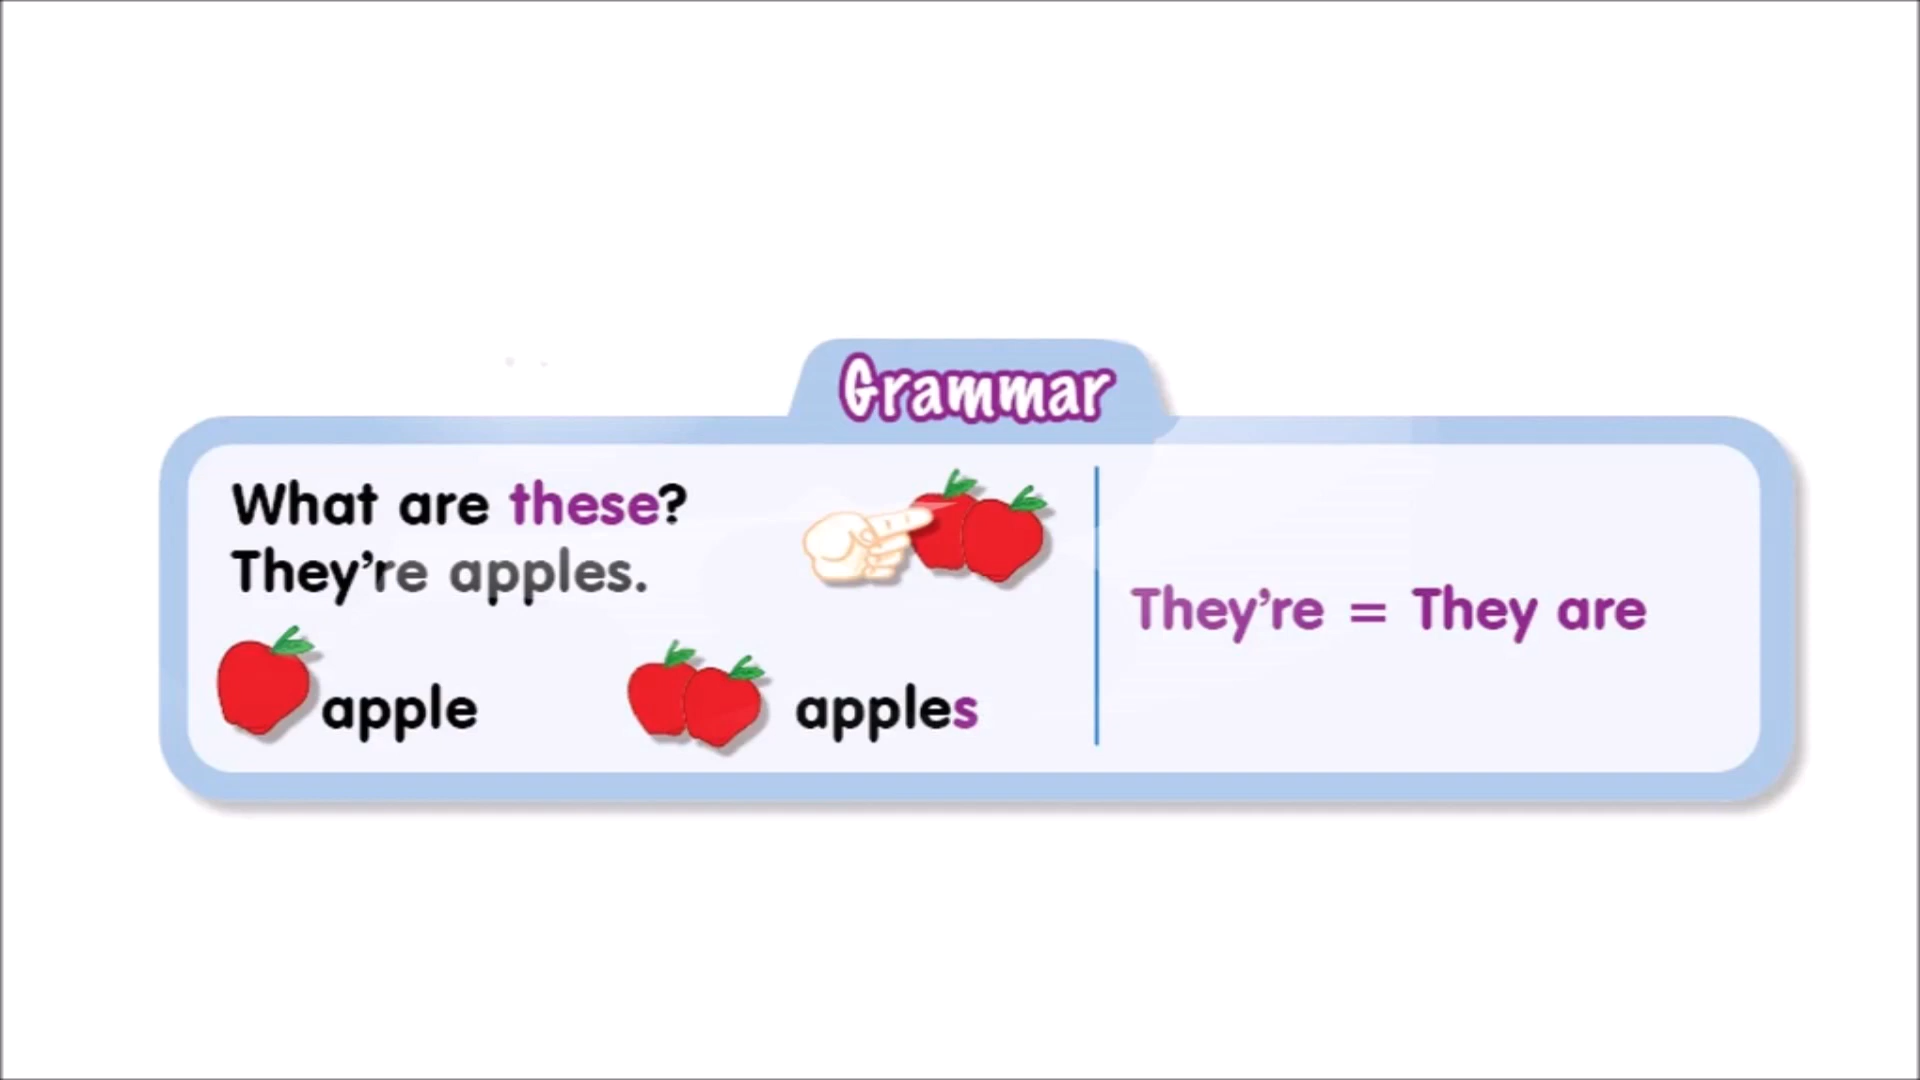 Grammar
What are these?
They’re apples.
apple
apples
They’re = They are